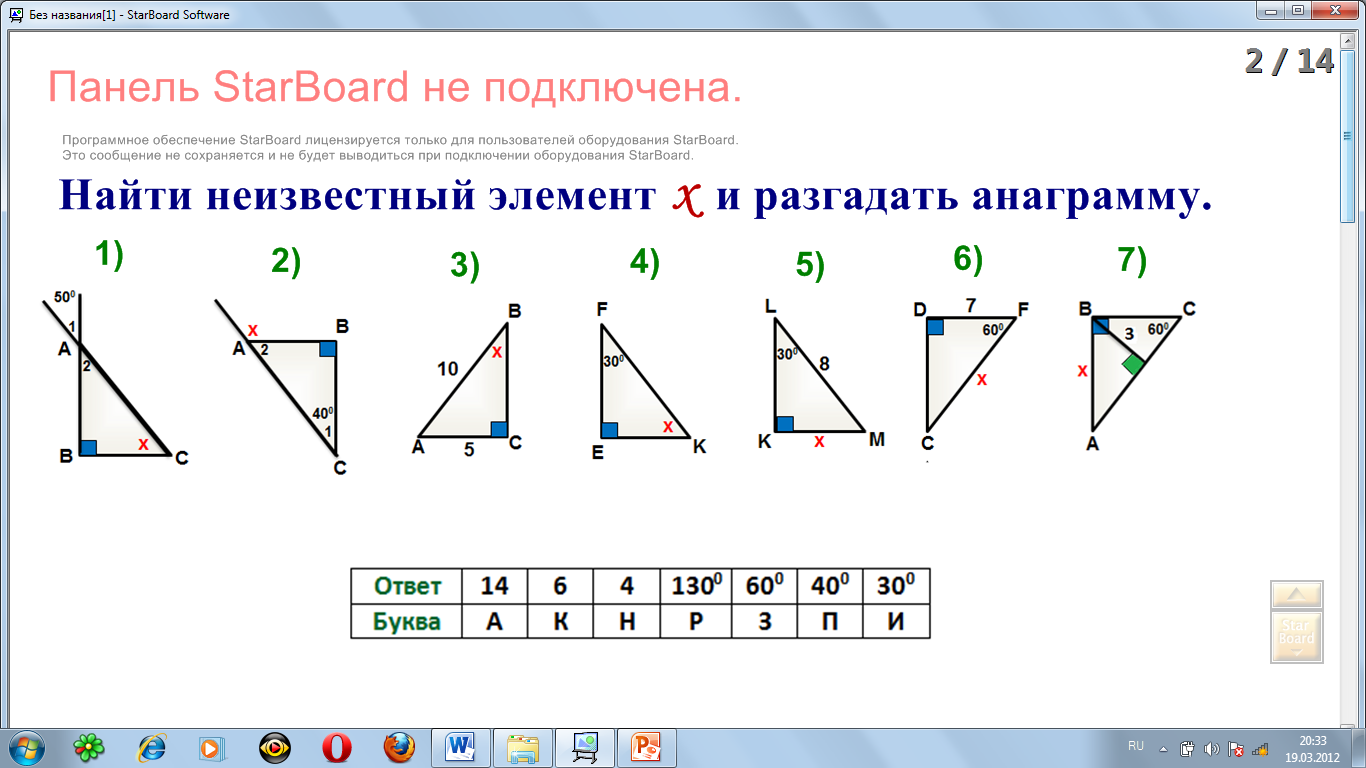 Без названия[1] - StarBoard Software
2 / 14
Панель StarBoard не подключена.
Программное обеспечение StarBoard лицензируется только для пользователей оборудования StarBoard.
Это сообщение не сохраняется и не будет выводиться при подключении оборудования StarBoard.
Найти неизвестный элемент x и разгадать анаграмму.
1) 2) 3) 4) 5) 6) 7)
50⁰ 1 A 2 B x C
x A 2 B 40⁰ 1 C
B x 10 A 5 C
F 30⁰ E x K
L 30⁰ 8 K x M
D 7 F 60⁰ x C
B 3 60⁰ C x A
Ответ 14 6 4 130⁰ 60⁰ 40⁰ 30⁰
Буква А К Н Р З П И
Star
Board
RU
20:33
19.03.2012